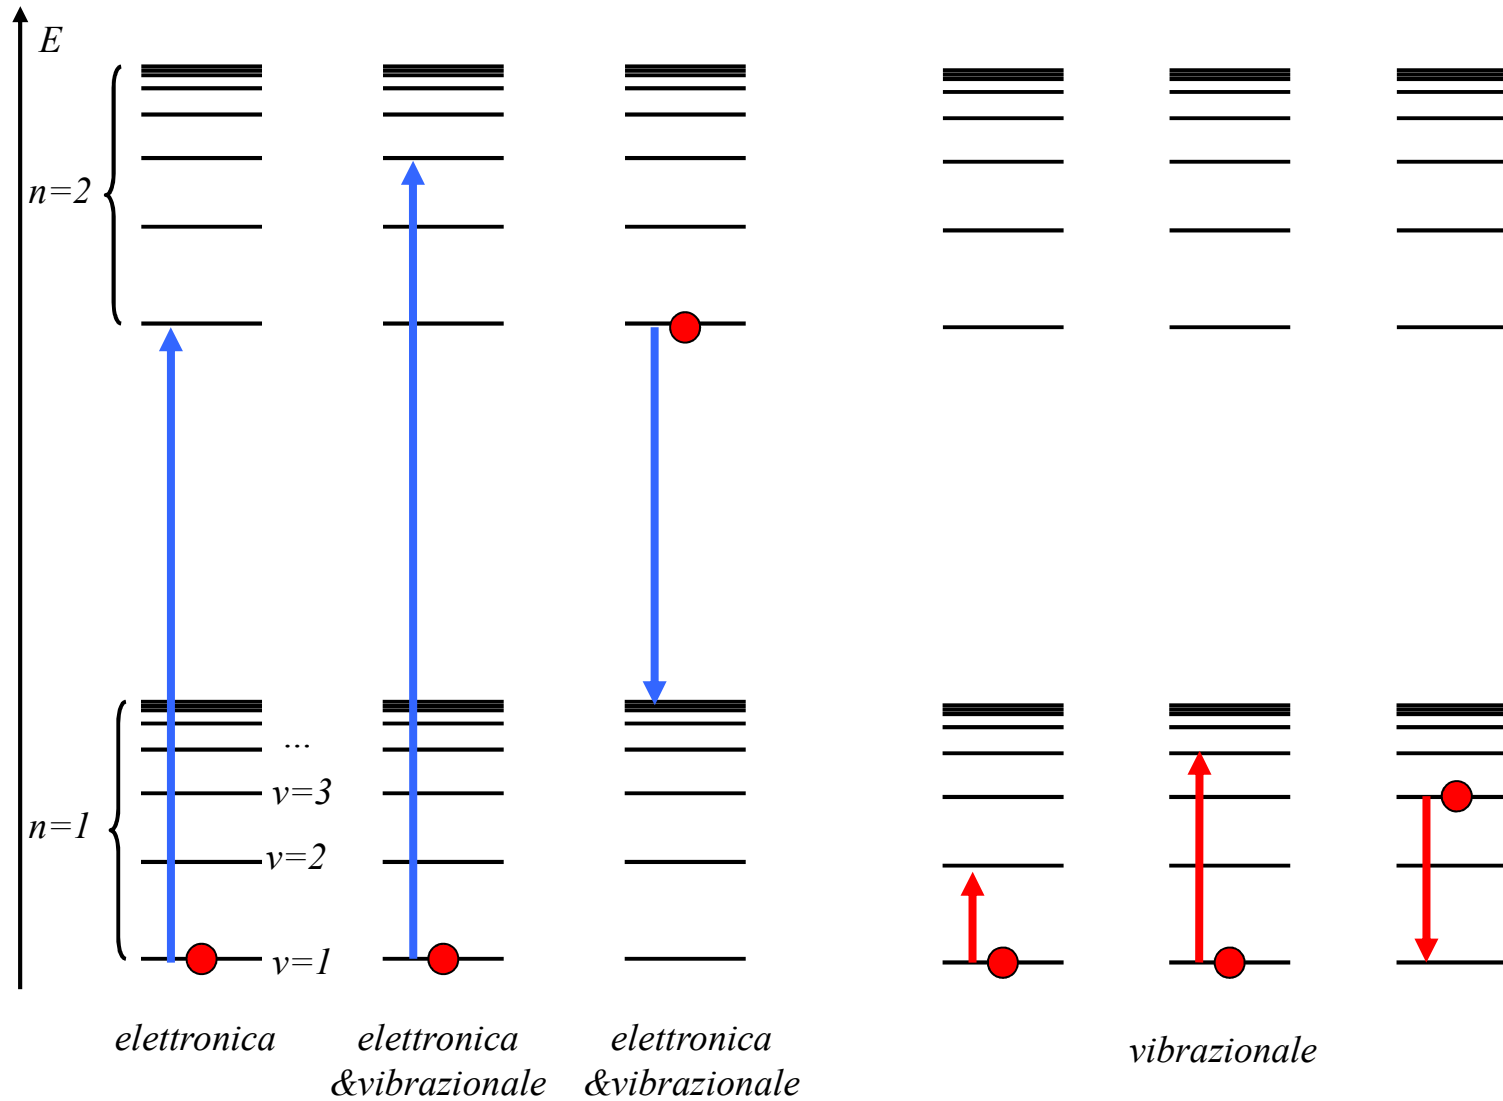 E
n=2
...
v=3
n=1
v=2
v=1
elettronica
elettronica
&vibrazionale
elettronica
&vibrazionale
vibrazionale